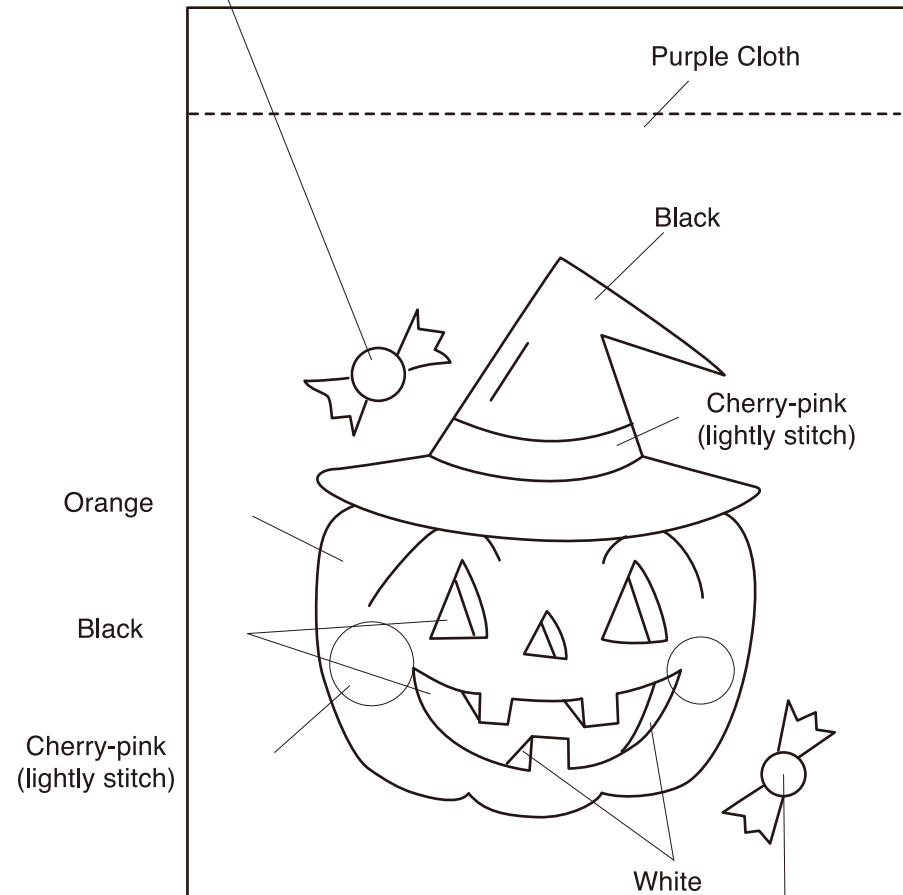 Purple Cloth
Black
Cherry-pink
(lightly stitch)
Orange
Black
Cherry-pink
(lightly stitch)
White